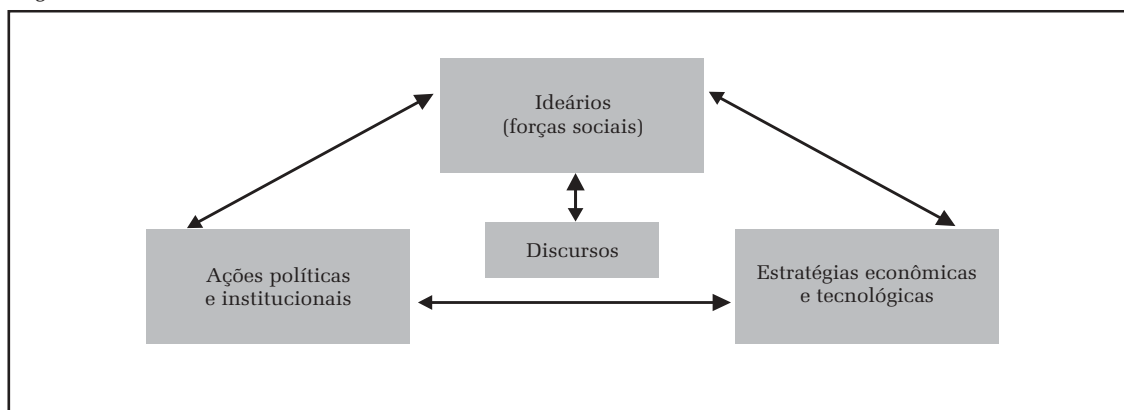 Ideários
(forças sociais)
Discursos
Ações políticas
e institucionais
Estratégias econômicas
e tecnológicas